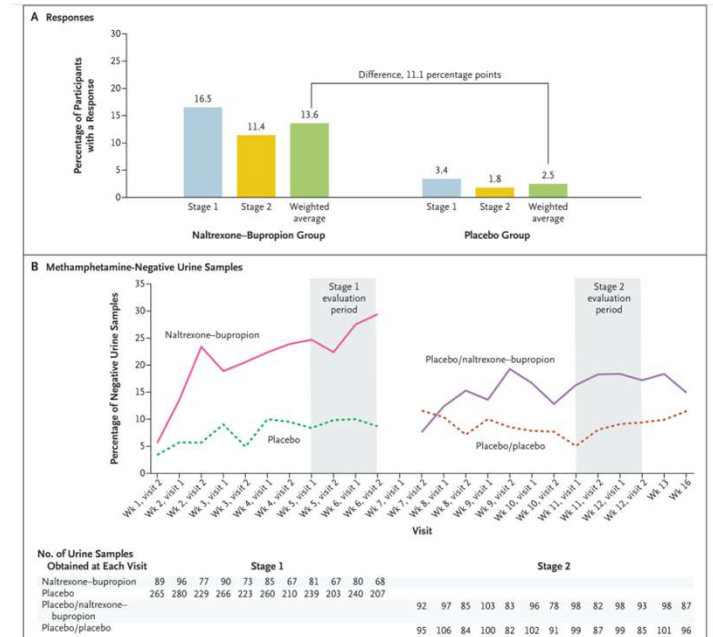 A Responses
Percentage of Participants
with a Response
30
25
20
15
10
5
0
16.5
11.4
13.6
Difference, 11.1 percentage points
3.4
1.8
2.5
Stage 1 Stage 2 Weighted average
Stage 1 Stage 2 Weighted average
Naltrexone–Bupropion Group
Placebo Group
B Methamphetamine-Negative Urine Samples
Percentage of Negative Urine Samples
35
30
25
20
15
10
5
0
Stage 1
evaluation
period
Stage 2
evaluation
period
Naltrexone–bupropion
Placebo
Placebo/naltrexone–bupropion
Placebo/placebo
Wk 1, visit 2
Wk 2, visit 1
Wk 2, visit 2
Wk 3, visit 1
Wk 3, visit 2
Wk 4, visit 1
Wk 4, visit 2
Wk 5, visit 1
Wk 5, visit 2
Wk 6, visit 1
Wk 6, visit 2
Wk 7, visit 1
Wk 7, visit 2
Wk 8, visit 1
Wk 8, visit 2
Wk 9, visit 1
Wk 9, visit 2
Wk 10, visit 1
Wk 10, visit 2
Wk 11, visit 1
Wk 11, visit 2
Wk 12, visit 1
Wk 12, visit 2
Wk 13
Wk 16
Visit
No. of Urine Samples
Obtained at Each Visit Stage 1 Stage 2
Naltrexone–bupropion 89 96 77 90 73 85 67 81 67 80 68
Placebo 265 280 229 266 223 260 210 239 203 240 207
Placebo/naltrexone– 92 97 85 103 83 96 78 98 82 98 93 98 87
bupropion
Placebo/placebo 95 106 84 100 82 102 91 99 87 99 85 101 96